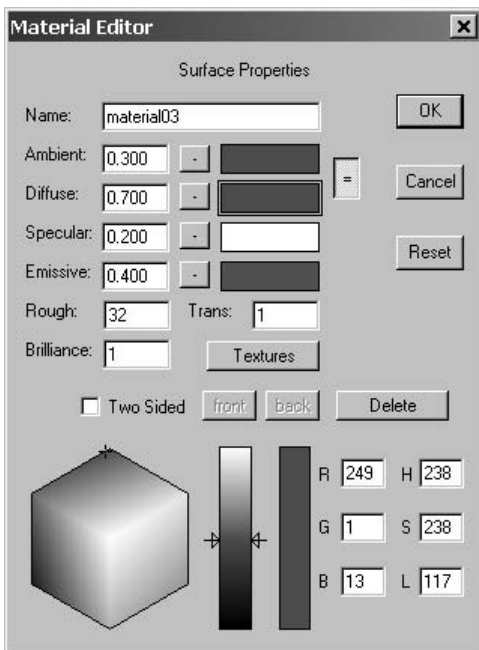 Material Editor
Surface Properties
Name: material03 OK
Ambient: 0.300 - =
Diffuse: 0.700 - Cancel
Specular: 0.200 -
Reset
Emissive: 0.400 -
Rough: 32 Trans: 1
Brilliance: 1 Textures
Two Sided front back Delete
R 249 H 238
G 1 S 238
B 13 L 117